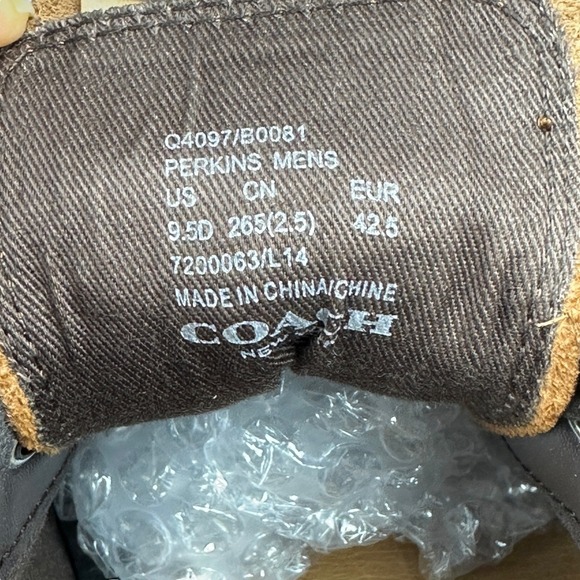 Q4097/B0081
PERKINS MENS
US CN EUR
9.5D 265(2.5) 42.5
7200063/L14
MADE IN CHINA/CHINE
COACH